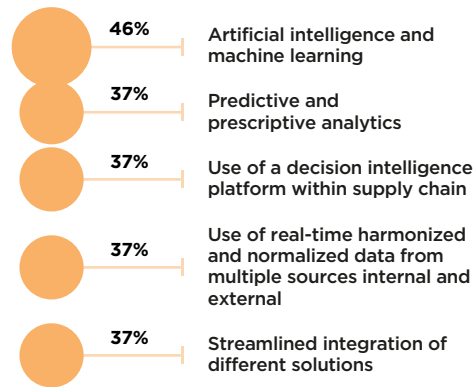 46%
Artificial intelligence and
machine learning
37%
Predictive and
prescriptive analytics
37%
Use of a decision intelligence
platform within supply chain
37%
Use of real-time harmonized
and normalized data from
multiple sources internal and
external
37%
Streamlined integration of
different solutions